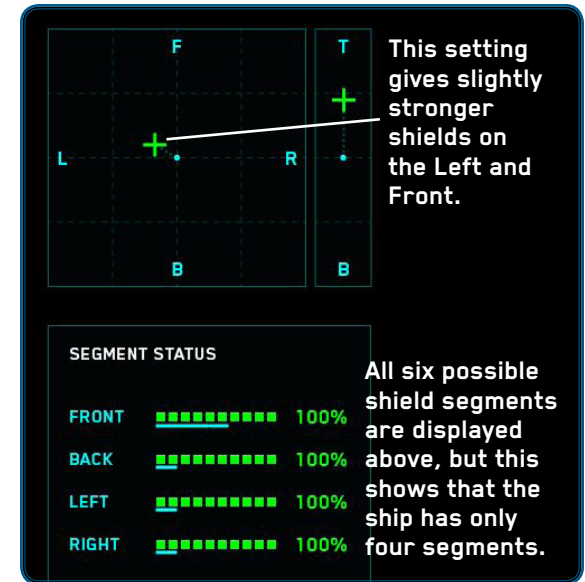 F
T
L
R
B
B
This setting
gives slightly
stronger
shields on
the Left and
Front.
SEGMENT STATUS
FRONT 100%
BACK 100%
LEFT 100%
RIGHT 100%
All six possible
shield segments
are displayed
above, but this
shows that the
ship has only
four segments.